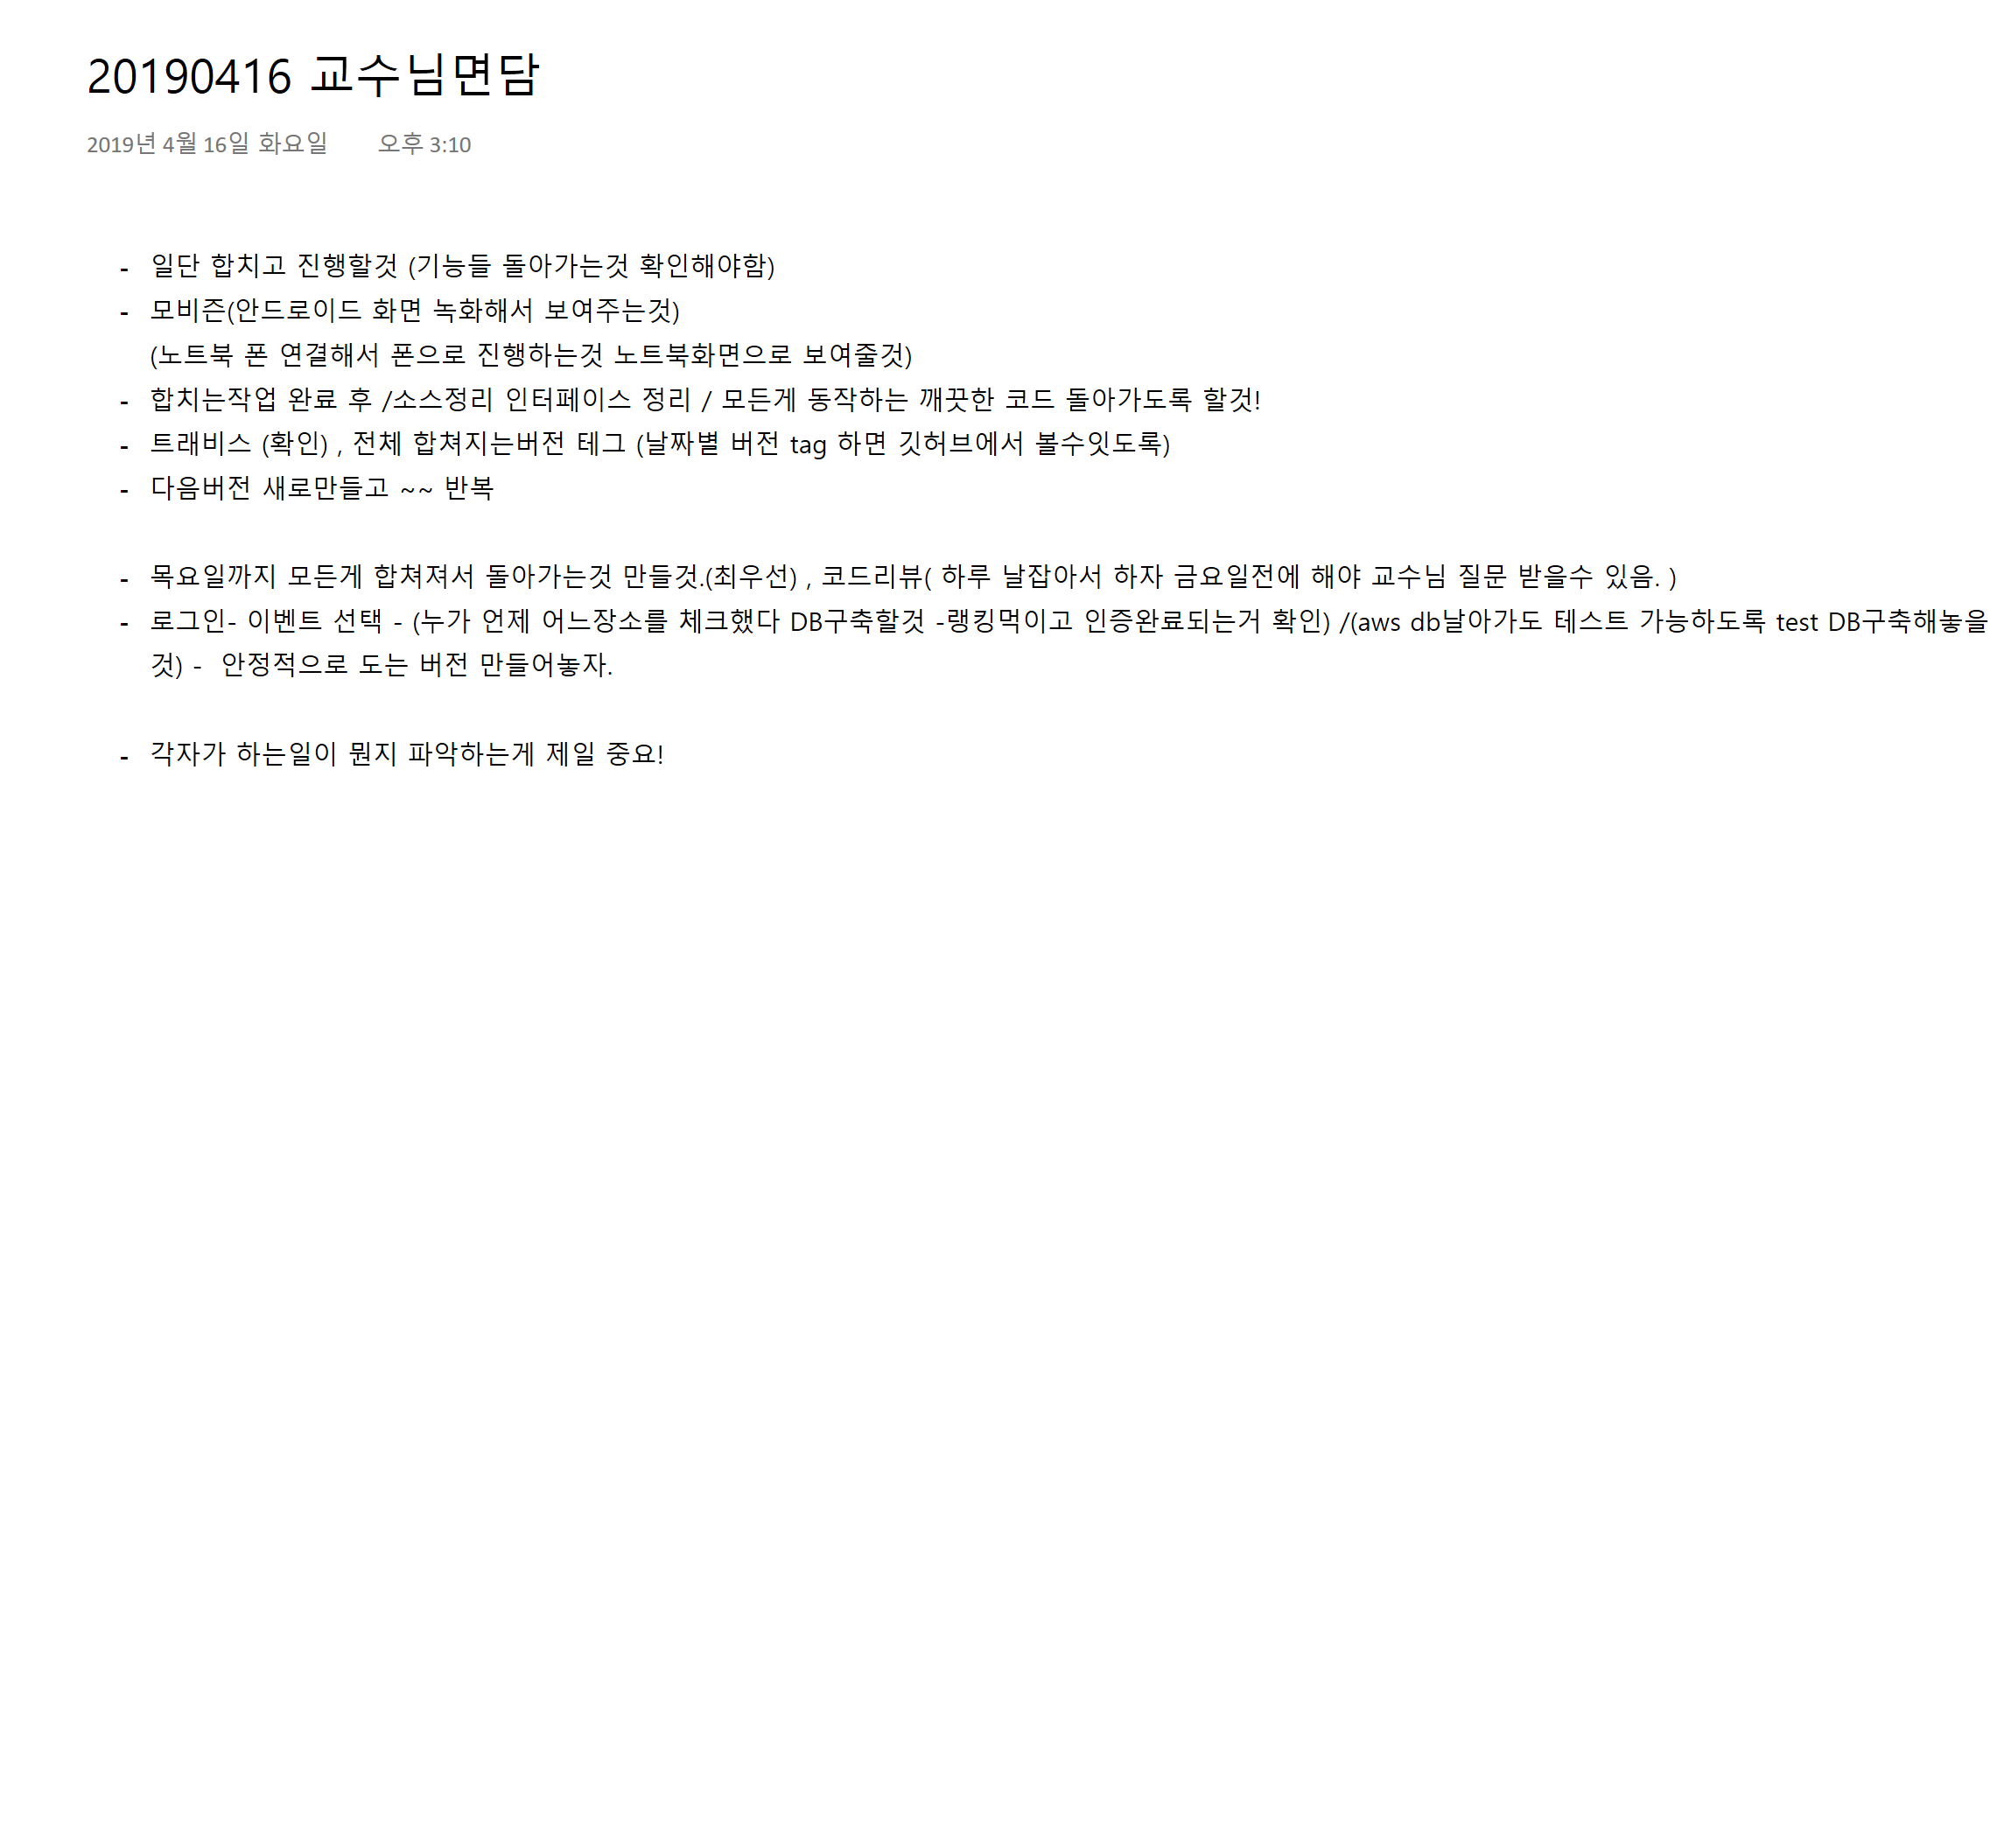 20190416 교수님면담
2019년 4월 16일 화요일 오후 3:10
- 일단 합치고 진행할것 (기능들 돌아가는것 확인해야함)
- 모비즌(안드로이드 화면 녹화해서 보여주는것)
(노트북 폰 연결해서 폰으로 진행하는것 노트북화면으로 보여줄것)
- 합치는작업 완료 후 /소스정리 인터페이스 정리 / 모든게 동작하는 깨끗한 코드 돌아가도록 할것!
- 트래비스 (확인) , 전체 합쳐지는버전 테그 (날짜별 버전 tag 하면 깃허브에서 볼수잇도록)
- 다음버전 새로만들고 ~~ 반복
- 목요일까지 모든게 합쳐져서 돌아가는것 만들것.(최우선) , 코드리뷰( 하루 날잡아서 하자 금요일전에 해야 교수님 질문 받을수 있음. )
- 로그인- 이벤트 선택 - (누가 언제 어느장소를 체크했다 DB구축할것 -랭킹먹이고 인증완료되는거 확인) /(aws db날아가도 테스트 가능하도록 test DB구축해놓을
것) - 안정적으로 도는 버전 만들어놓자.
- 각자가 하는일이 뭔지 파악하는게 제일 중요!